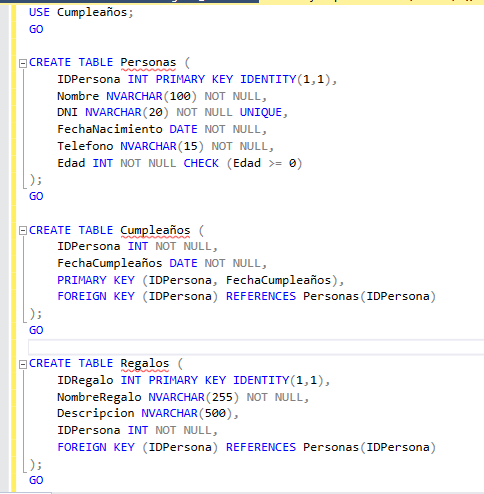 USE Cumpleaños;
GO
CREATE TABLE Personas (
IDPersona INT PRIMARY KEY IDENTITY(1,1),
Nombre NVARCHAR(100) NOT NULL,
DNI NVARCHAR(20) NOT NULL UNIQUE,
FechaNacimiento DATE NOT NULL,
Telefono NVARCHAR(15) NOT NULL,
Edad INT NOT NULL CHECK (Edad >= 0)
);
GO
CREATE TABLE Cumpleaños (
IDPersona INT NOT NULL,
FechaCumpleaños DATE NOT NULL,
PRIMARY KEY (IDPersona, FechaCumpleaños),
FOREIGN KEY (IDPersona) REFERENCES Personas(IDPersona)
);
GO
CREATE TABLE Regalos (
IDRegalo INT PRIMARY KEY IDENTITY(1,1),
NombreRegalo NVARCHAR(255) NOT NULL,
Descripcion NVARCHAR(500),
IDPersona INT NOT NULL,
FOREIGN KEY (IDPersona) REFERENCES Personas(IDPersona)
);
GO